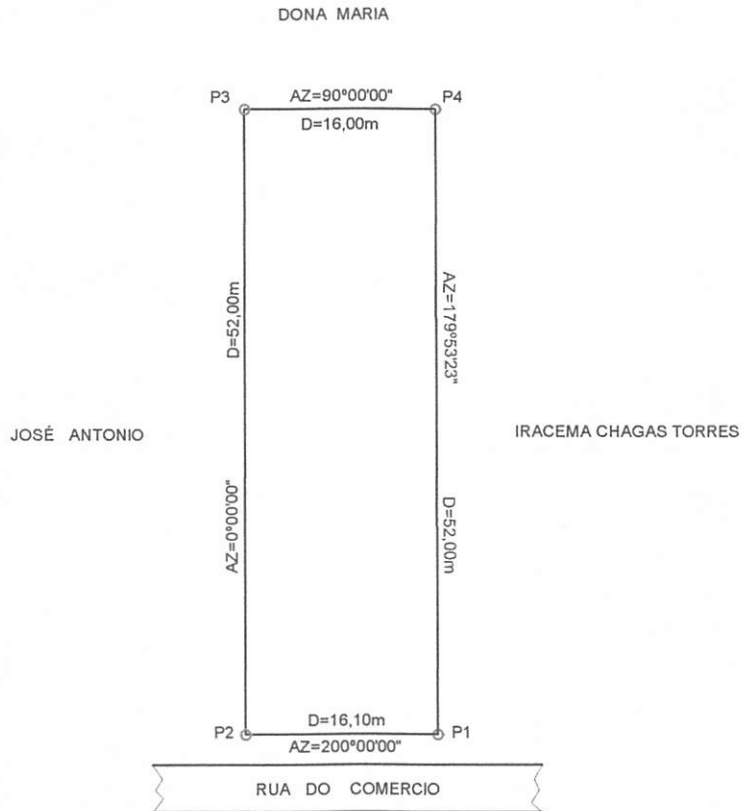 DONA MARIA
P3
AZ=90°00'00"
P4
D=16,00m
D=52,00m
AZ=0°00'00"
AZ=179°53'23"
D=52,00m
JOSÉ ANTONIO
IRACEMA CHAGAS TORRES
P2
D=16,10m
P1
AZ=200°00'00"
RUA DO COMERCIO